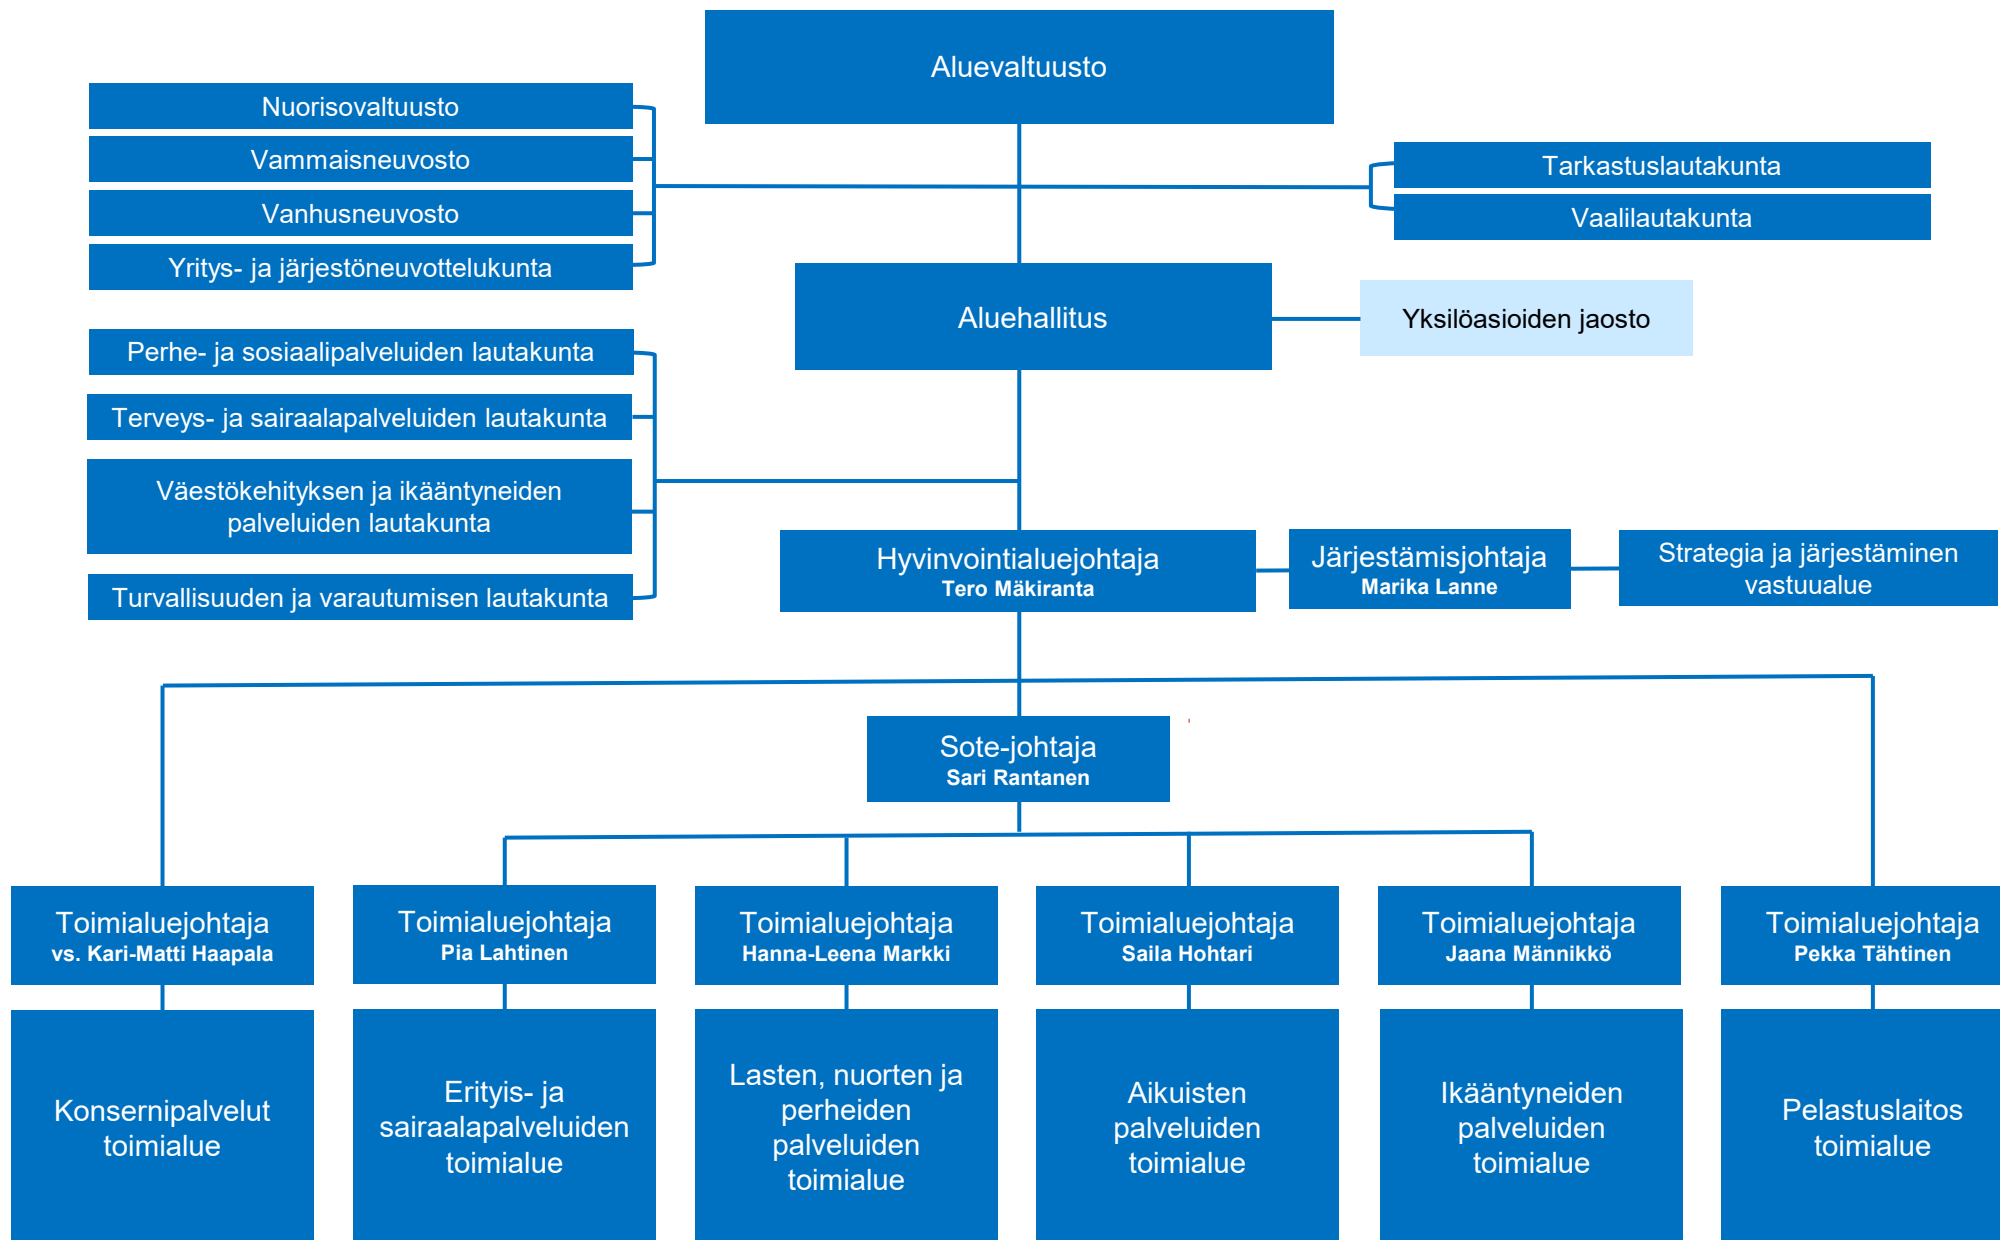 Aluevaltuusto
Nuorisovaltuusto
Vammaisneuvosto
Vanhusneuvosto
Yritys- ja järjestöneuvottelukunta
Tarkastuslautakunta
Vaalilautakunta
Aluehallitus
Yksilöasioiden jaosto
Perhe- ja sosiaalipalveluiden lautakunta
Terveys- ja sairaalapalveluiden lautakunta
Väestökehityksen ja ikääntyneiden
palveluiden lautakunta
Turvallisuuden ja varautumisen lautakunta
Hyvinvointialuejohtaja
Tero Mäkiranta
Järjestämisjohtaja
Marika Lanne
Strategia ja järjestäminen
vastuualue
Sote-johtaja
Sari Rantanen
Toimialuejohtaja
vs. Kari-Matti Haapala
Toimialuejohtaja
Pia Lahtinen
Toimialuejohtaja
Hanna-Leena Markki
Toimialuejohtaja
Saila Hohtari
Toimialuejohtaja
Jaana Männikkö
Toimialuejohtaja
Pekka Tähtinen
Konsernipalvelut
toimialue
Erityis- ja
sairaalapalveluiden
toimialue
Lasten, nuorten ja
perheiden
palveluiden
toimialue
Aikuisten
palveluiden
toimialue
Ikääntyneiden
palveluiden
toimialue
Pelastuslaitos
toimialue